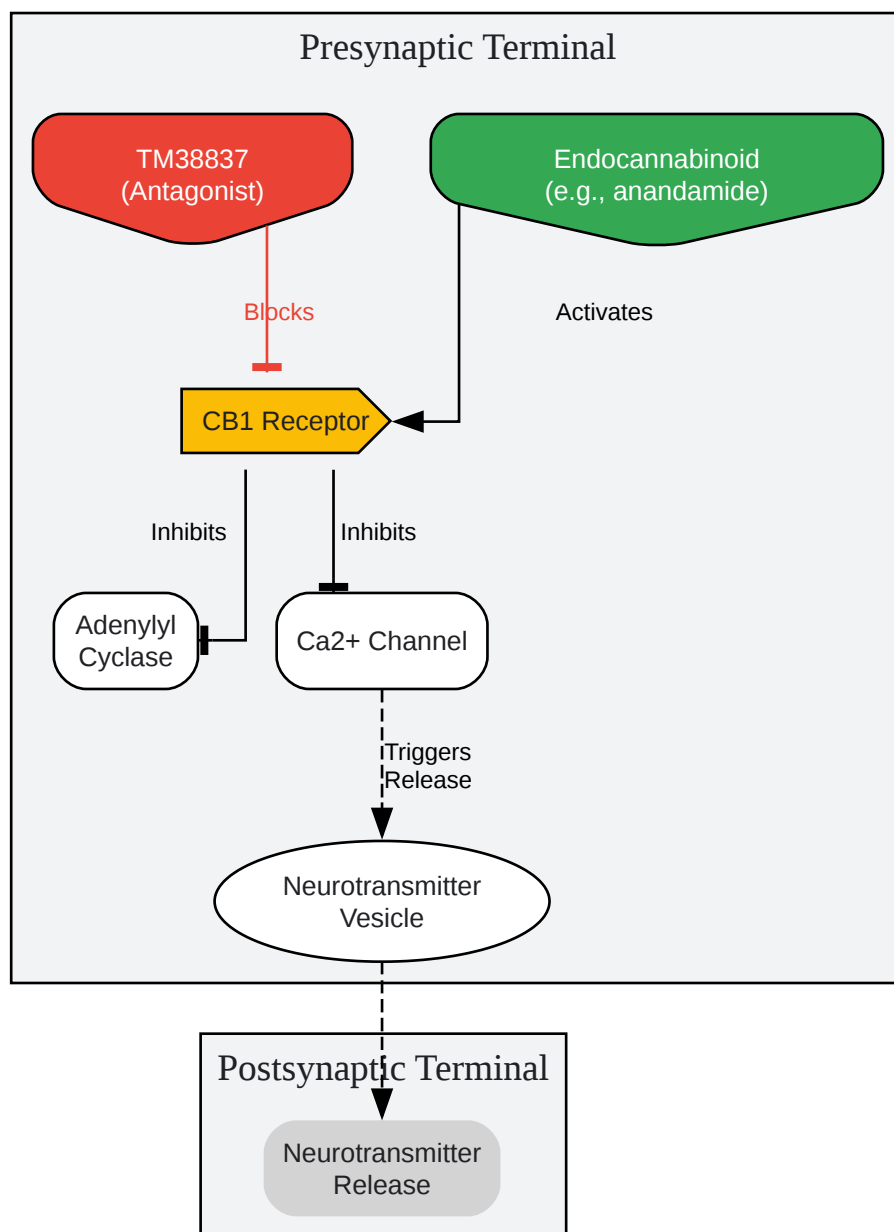 Presynaptic Terminal
TM38837
(Antagonist)
Endocannabinoid
(e.g., anandamide)
Blocks
Activates
CB1 Receptor
Inhibits
Inhibits
Adenylyl
Cyclase
Ca2+ Channel
Triggers
Release
Neurotransmitter
Vesicle
Postsynaptic Terminal
Neurotransmitter
Release